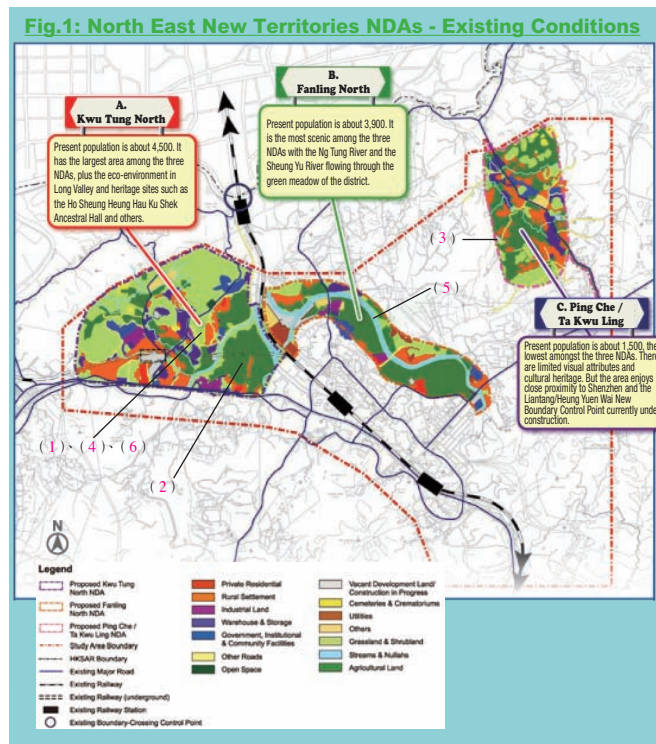 Fig.1: North East New Territories NDAs - Existing Conditions
A.
Kwu Tung North
Present population is about 4,500. It
has the largest area among the three
NDAs, plus the eco-environment in
Long Valley and heritage sites such as
the Ho Sheung Heung Hau Ku Shek
Ancestral Hall and others.
B.
Fanling North
Present population is about 3,900. It
is the most scenic among the three
NDAs with the Ng Tung River and the
Sheung Yu River flowing through the
green meadow of the district.
(3)
(5)
C. Ping Che /
Ta Kwu Ling
Present population is about 1,500, the
lowest amongst the three NDAs. There
are limited visual attributes and
cultural heritage. But the area enjoys
close proximity to Shenzhen and the
Liantang/Heung Yuen Wai New
Boundary Control Point currently under
construction.
(1)、(4)、(6)
(2)
N
Legend
Proposed Kwu Tung
North NDA
Proposed Fanling
North NDA
Proposed Ping Che /
Ta Kwu Ling NDA
Study Area Boundary
HKSAR Boundary
Existing Major Road
Existing Railway
Existing Railway (underground)
Existing Railway Station
Existing Boundary-Crossing Control Point
Private Residential
Rural Settlement
Industrial Land
Warehouse & Storage
Government, Institutional
& Community Facilities
Other Roads
Open Space
Vacant Development Land/
Construction in Progress
Cemeteries & Crematoriums
Utilities
Others
Grassland & Shrubland
Streams & Nullahs
Agricultural Land